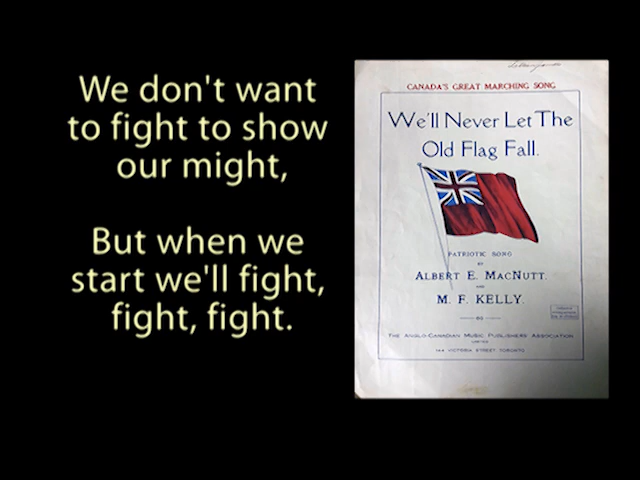 We don't want
to fight to show
our might,
But when we
start we'll fight,
fight, fight.
CANADA'S GREAT MARCHING SONG
We'll Never Let The
Old Flag Fall.
PATRIOTIC SONG
BY
ALBERT E. MACNUTT.
AND
M. F. KELLY.
THE ANGLO-CANADIAN MUSIC PUBLISHERS' ASSOCIATION
LIMITED
144 VICTORIA STREET TORONTO